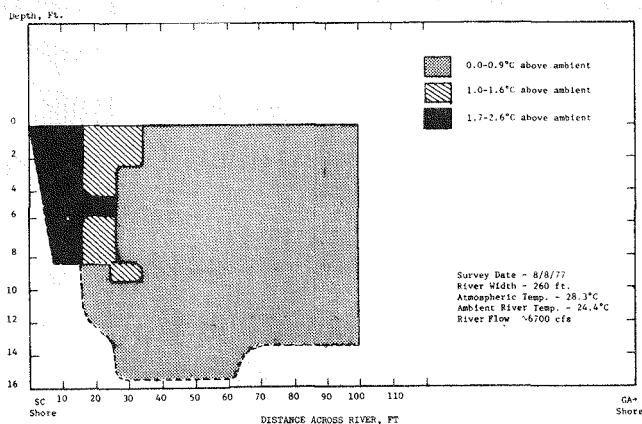 Depth, Ft.
0.0-0.9°C above ambient
1.0-1.6°C above ambient
1.7-2.6°C above ambient
0
2
4
6
8
10
12
14
16
Survey Date - 8/8/77
River Width - 260 ft.
Atmospheric Temp. - 28.3°C
Ambient River Temp. - 24.4°C
River Flow ~6700 cfs
10 20 30 40 50 60 70 80 90 100 110
SC Shore
GA→ Shore
DISTANCE ACROSS RIVER, FT